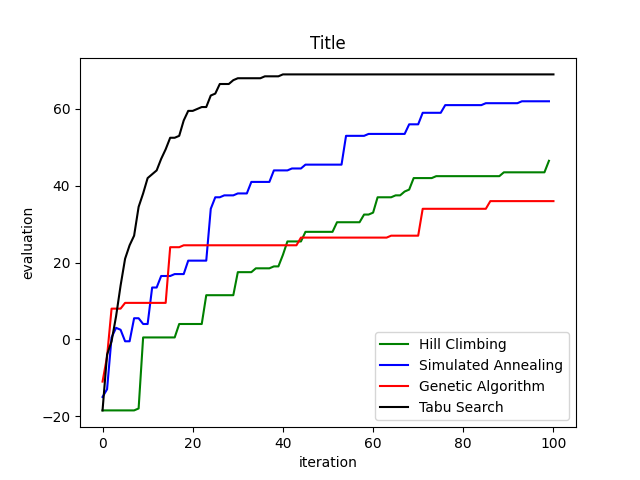 Title
evaluation
60
40
20
0
−20
0 20 40 60 80 100
iteration
Hill Climbing
Simulated Annealing
Genetic Algorithm
Tabu Search